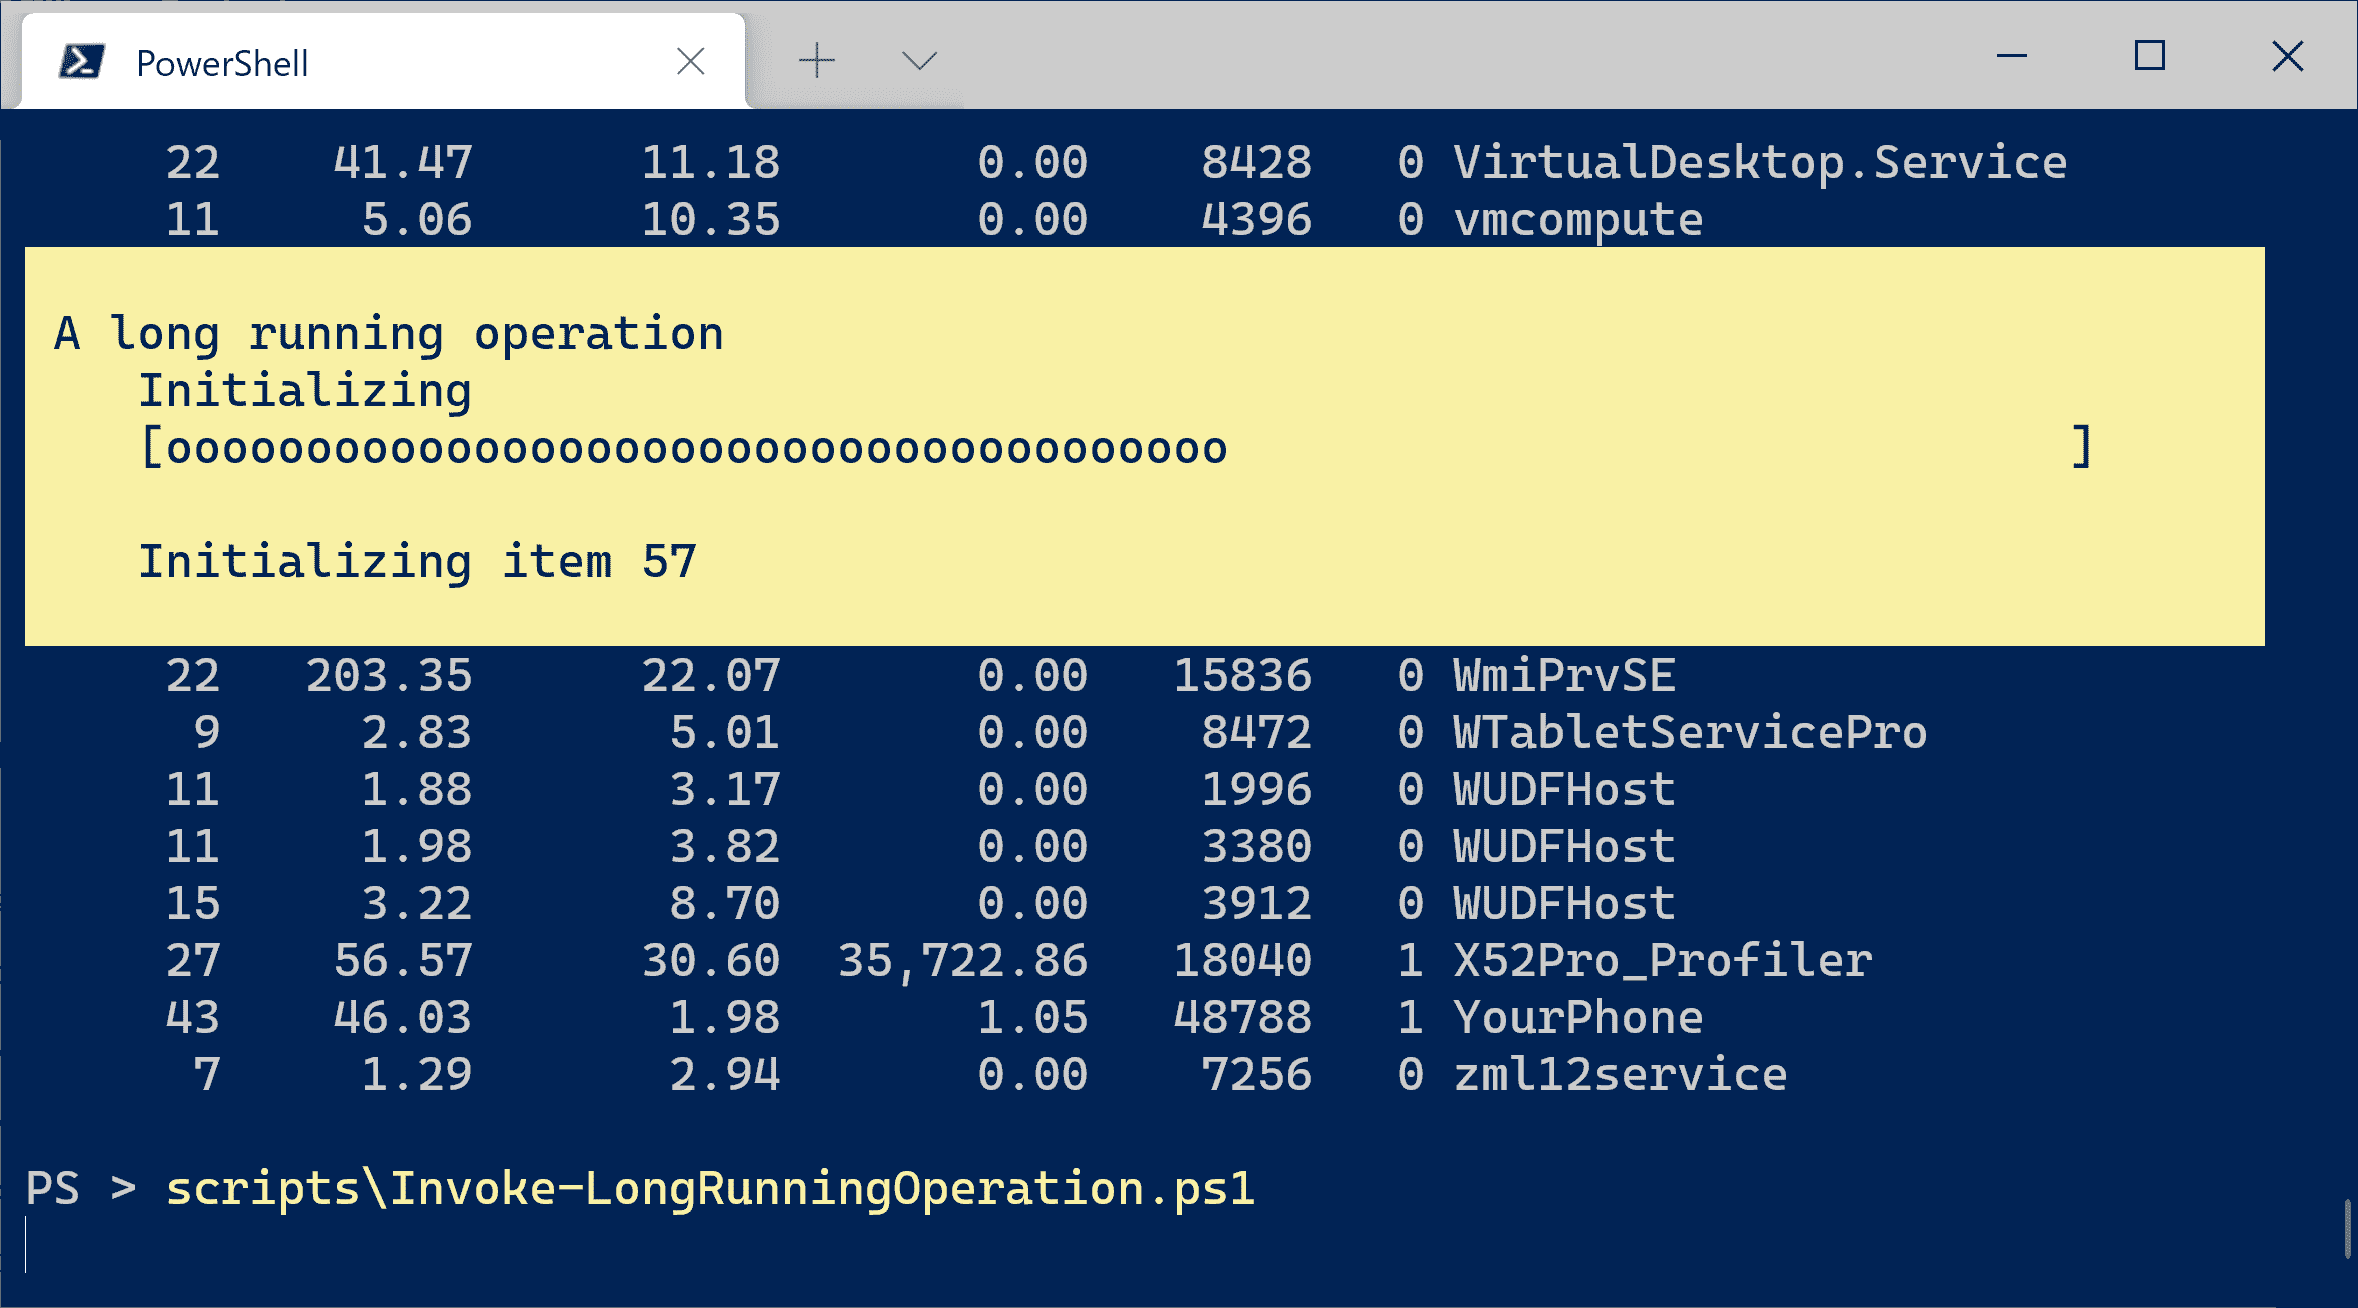 PowerShell
22 41.47 11.18 0.00 8428 0 VirtualDesktop.Service
11 5.06 10.35 0.00 4396 0 vmcompute
A long running operation
Initializing
[oooooooooooooooooooooooooooooooooooooo ]
Initializing item 57
22 203.35 22.07 0.00 15836 0 WmiPrvSE
9 2.83 5.01 0.00 8472 0 WTabletServicePro
11 1.88 3.17 0.00 1996 0 WUDFHost
11 1.98 3.82 0.00 3380 0 WUDFHost
15 3.22 8.70 0.00 3912 0 WUDFHost
27 56.57 30.60 35,722.86 18040 1 X52Pro_Profiler
43 46.03 1.98 1.05 48788 1 YourPhone
7 1.29 2.94 0.00 7256 0 zml12service
PS > scripts\Invoke-LongRunningOperation.ps1